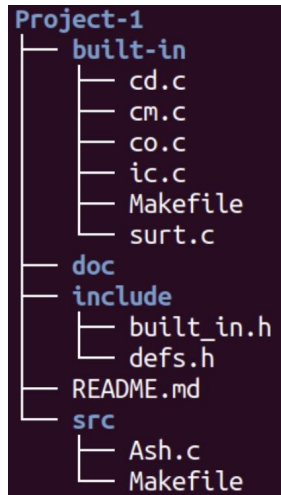 Project-1
built-in
cd.c
cm.c
co.c
ic.c
Makefile
surt.c
doc
include
built_in.h
defs.h
README.md
src
Ash.c
Makefile